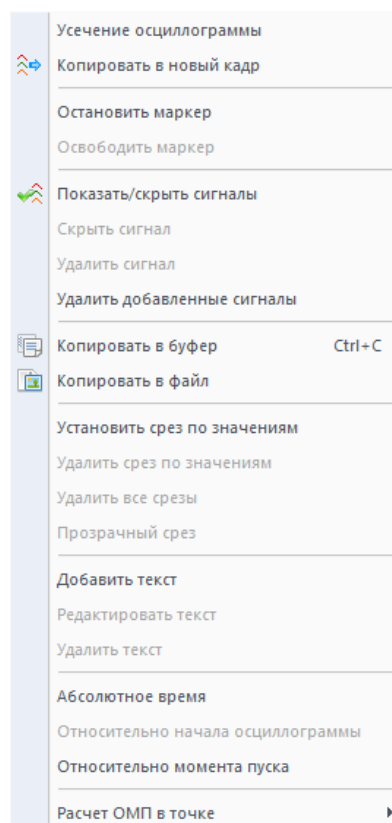 Усечение осциллограммы
Копировать в новый кадр
Остановить маркер
Освободить маркер
Показать/скрыть сигналы
Скрыть сигнал
Удалить сигнал
Удалить добавленные сигналы
Копировать в буфер Ctrl+C
Копировать в файл
Установить срез по значениям
Удалить срез по значениям
Удалить все срезы
Прозрачный срез
Добавить текст
Редактировать текст
Удалить текст
Абсолютное время
Относительно начала осциллограммы
Относительно момента пуска
Расчет ОМП в точке